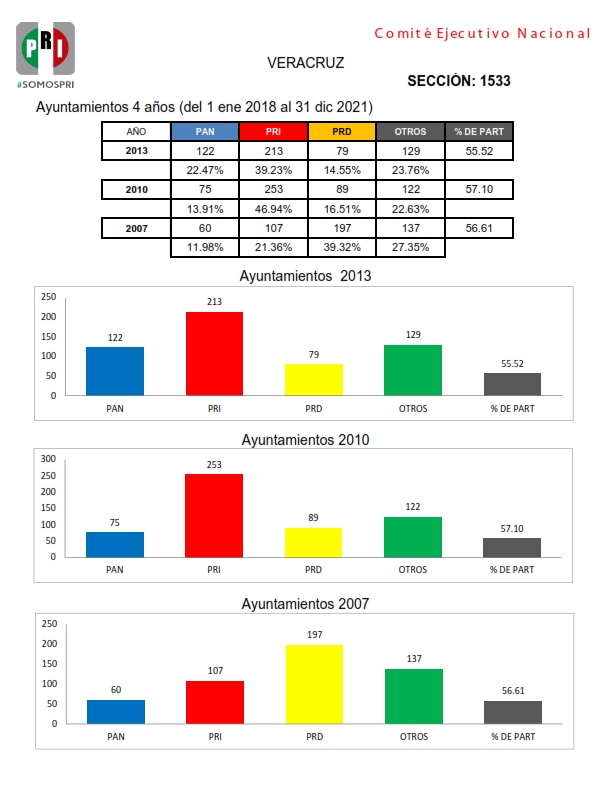 Comité Ejecutivo Nacional
PRI
#SOMOSPRI
VERACRUZ
SECCIÓN: 1533
Ayuntamientos 4 años (del 1 ene 2018 al 31 dic 2021)
AÑO PAN PRI PRD OTROS % DE PART
2013 122 213 79 129 55.52
22.47% 39.23% 14.55% 23.76%
2010 75 253 89 122 57.10
13.91% 46.94% 16.51% 22.63%
2007 60 107 197 137 56.61
11.98% 21.36% 39.32% 27.35%
Ayuntamientos 2013
250
200
150
100
50
0
122
213
79
129
55.52
PAN PRI PRD OTROS % DE PART
Ayuntamientos 2010
300
250
200
150
100
50
0
75
253
89
122
57.10
PAN PRI PRD OTROS % DE PART
Ayuntamientos 2007
250
200
150
100
50
0
60
107
197
137
56.61
PAN PRI PRD OTROS % DE PART